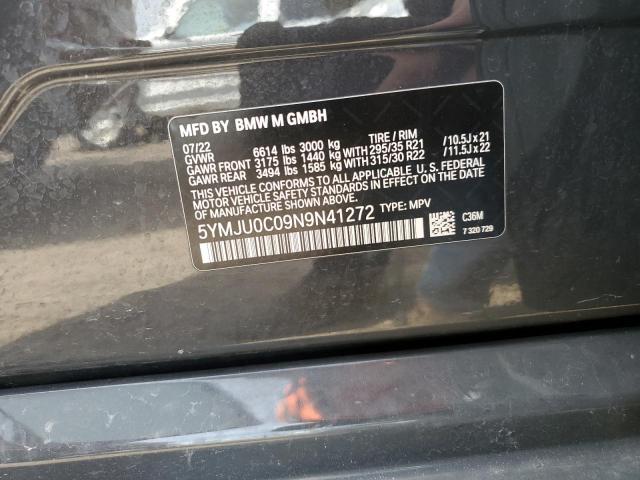 MFD BY BMW M GMBH
07/22
TIRE / RIM
GVWR 6614 lbs 3000 kg
GAWR FRONT 3175 lbs 1440 kg WITH 295/35 R21 /10.5J x 21
GAWR REAR 3494 lbs 1585 kg WITH 315/30 R22 /11.5J x 22
THIS VEHICLE CONFORMS TO ALL APPLICABLE U. S. FEDERAL
MOTOR VEHICLE SAFETY STANDARDS IN EFFECT ON THE
DATE OF MANUFACTURE SHOWN ABOVE.
5YMJU0C09N9N41272 TYPE: MPV
C36M
7 320 729